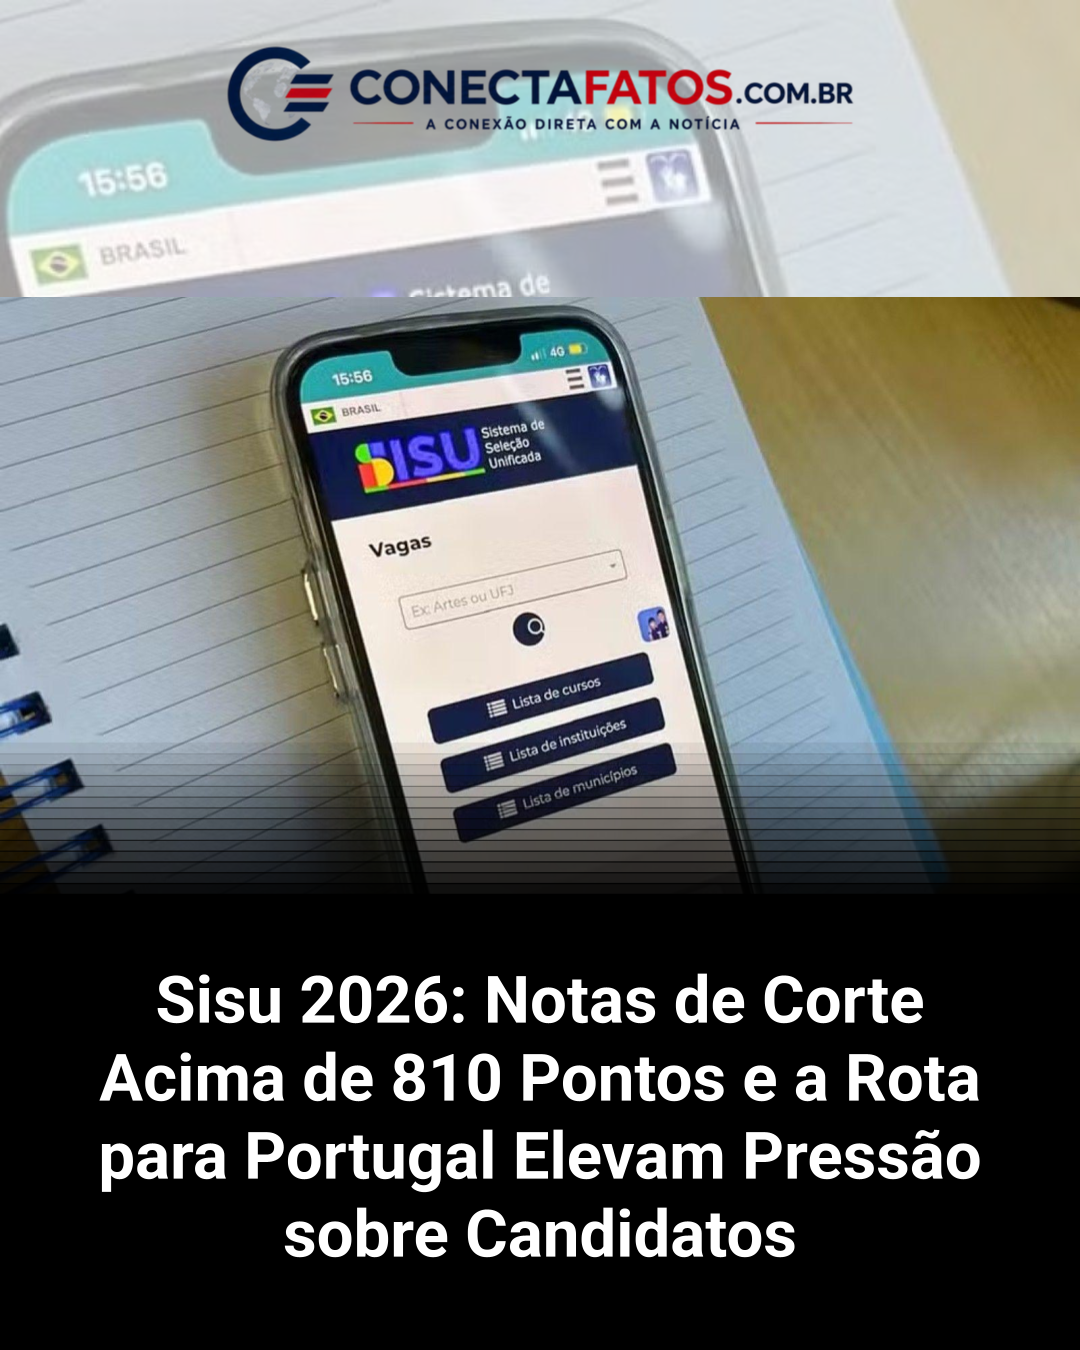 CONECTAFATOS.COM.BR
A CONEXÃO DIRETA COM A NOTÍCIA
15:56
BRASIL
Sistema de
15:56
4G
BRASIL
SISU
Sistema de
Seleção
Unificada
Vagas
Ex: Artes ou UFJ
Lista de cursos
Lista de instituições
Lista de municípios
Sisu 2026: Notas de Corte
Acima de 810 Pontos e a Rota
para Portugal Elevam Pressão
sobre Candidatos